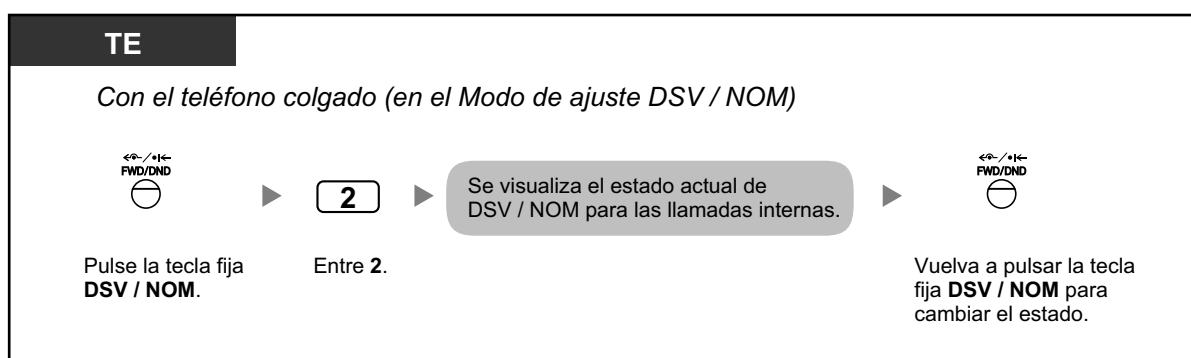 TE
Con el teléfono colgado (en el Modo de ajuste DSV / NOM)
FWD/DND
2
Se visualiza el estado actual de
DSV / NOM para las llamadas internas.
FWD/DND
Pulse la tecla fija
DSV / NOM.
Entre 2.
Vuelva a pulsar la tecla
fija DSV / NOM para
cambiar el estado.